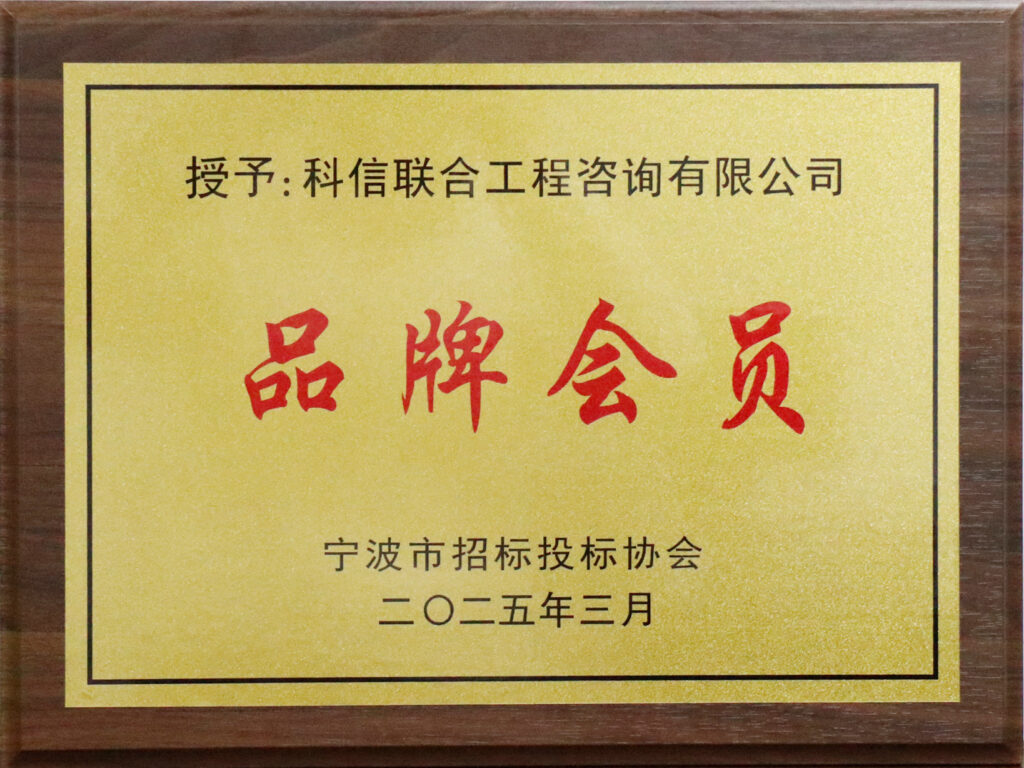 授予:科信联合工程咨询有限公司
品牌会员
宁波市招标投标协会
二〇二五年三月